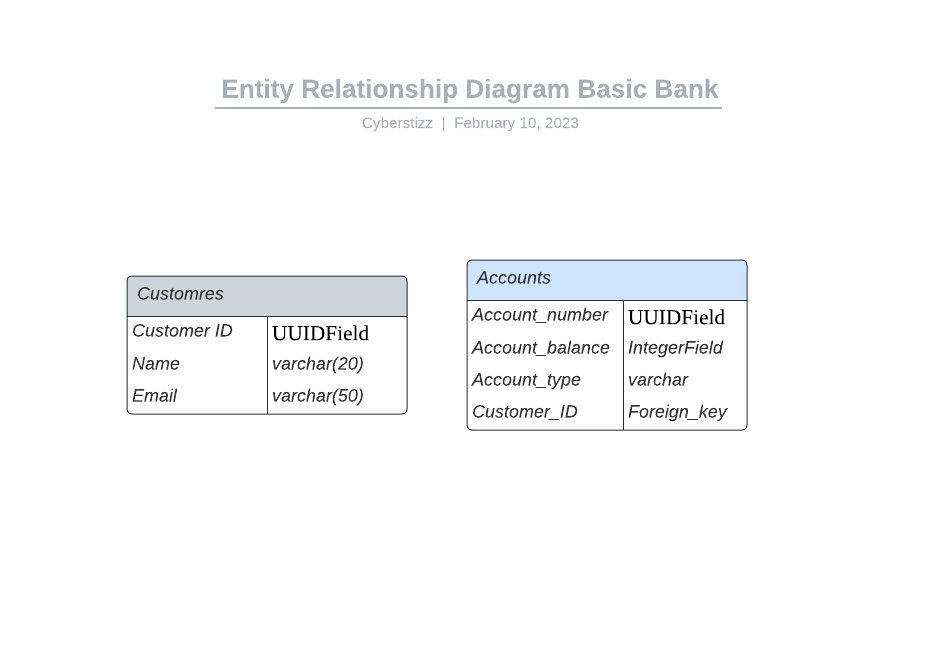 Entity Relationship Diagram Basic Bank
Cyberstizz | February 10, 2023
Customres
Customer ID UUIDField
Name varchar(20)
Email varchar(50)
Accounts
Account_number UUIDField
Account_balance IntegerField
Account_type varchar
Customer_ID Foreign_key